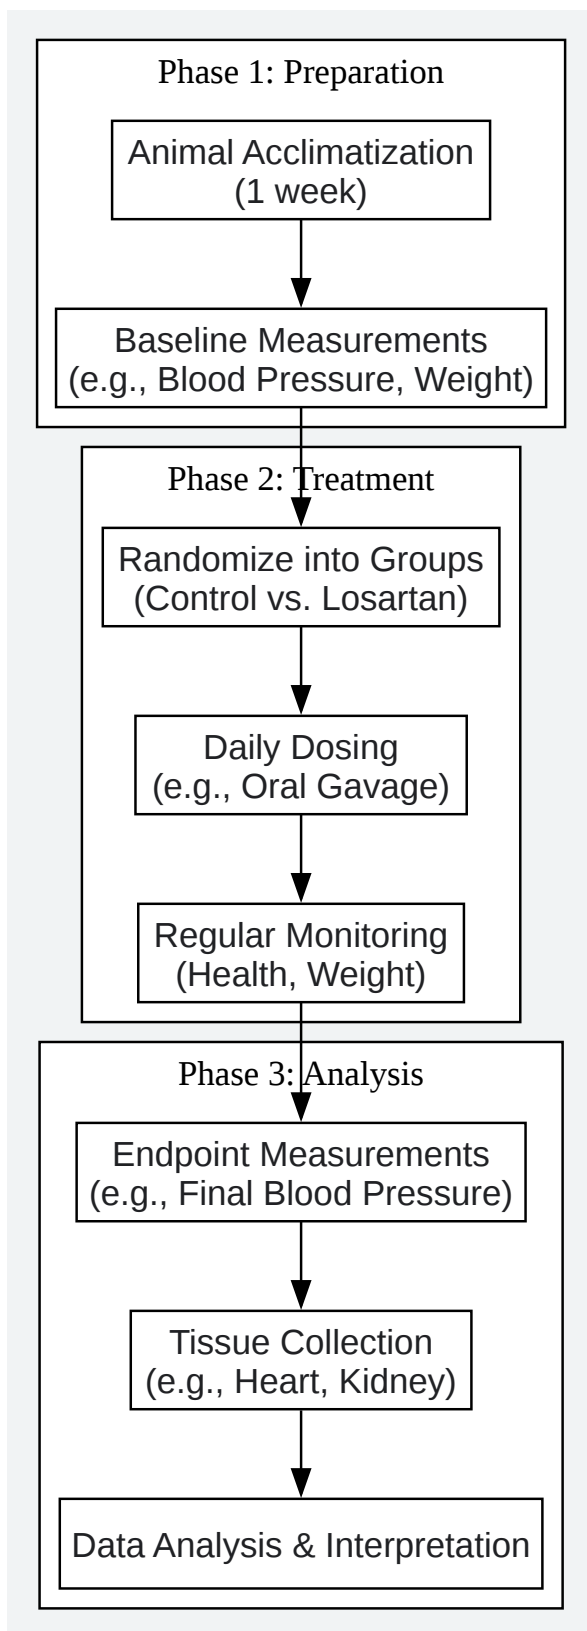 Phase 1: Preparation
Animal Acclimatization
(1 week)
Baseline Measurements
(e.g., Blood Pressure, Weight)
Phase 2: Treatment
Randomize into Groups
(Control vs. Losartan)
Daily Dosing
(e.g., Oral Gavage)
Regular Monitoring
(Health, Weight)
Phase 3: Analysis
Endpoint Measurements
(e.g., Final Blood Pressure)
Tissue Collection
(e.g., Heart, Kidney)
Data Analysis & Interpretation